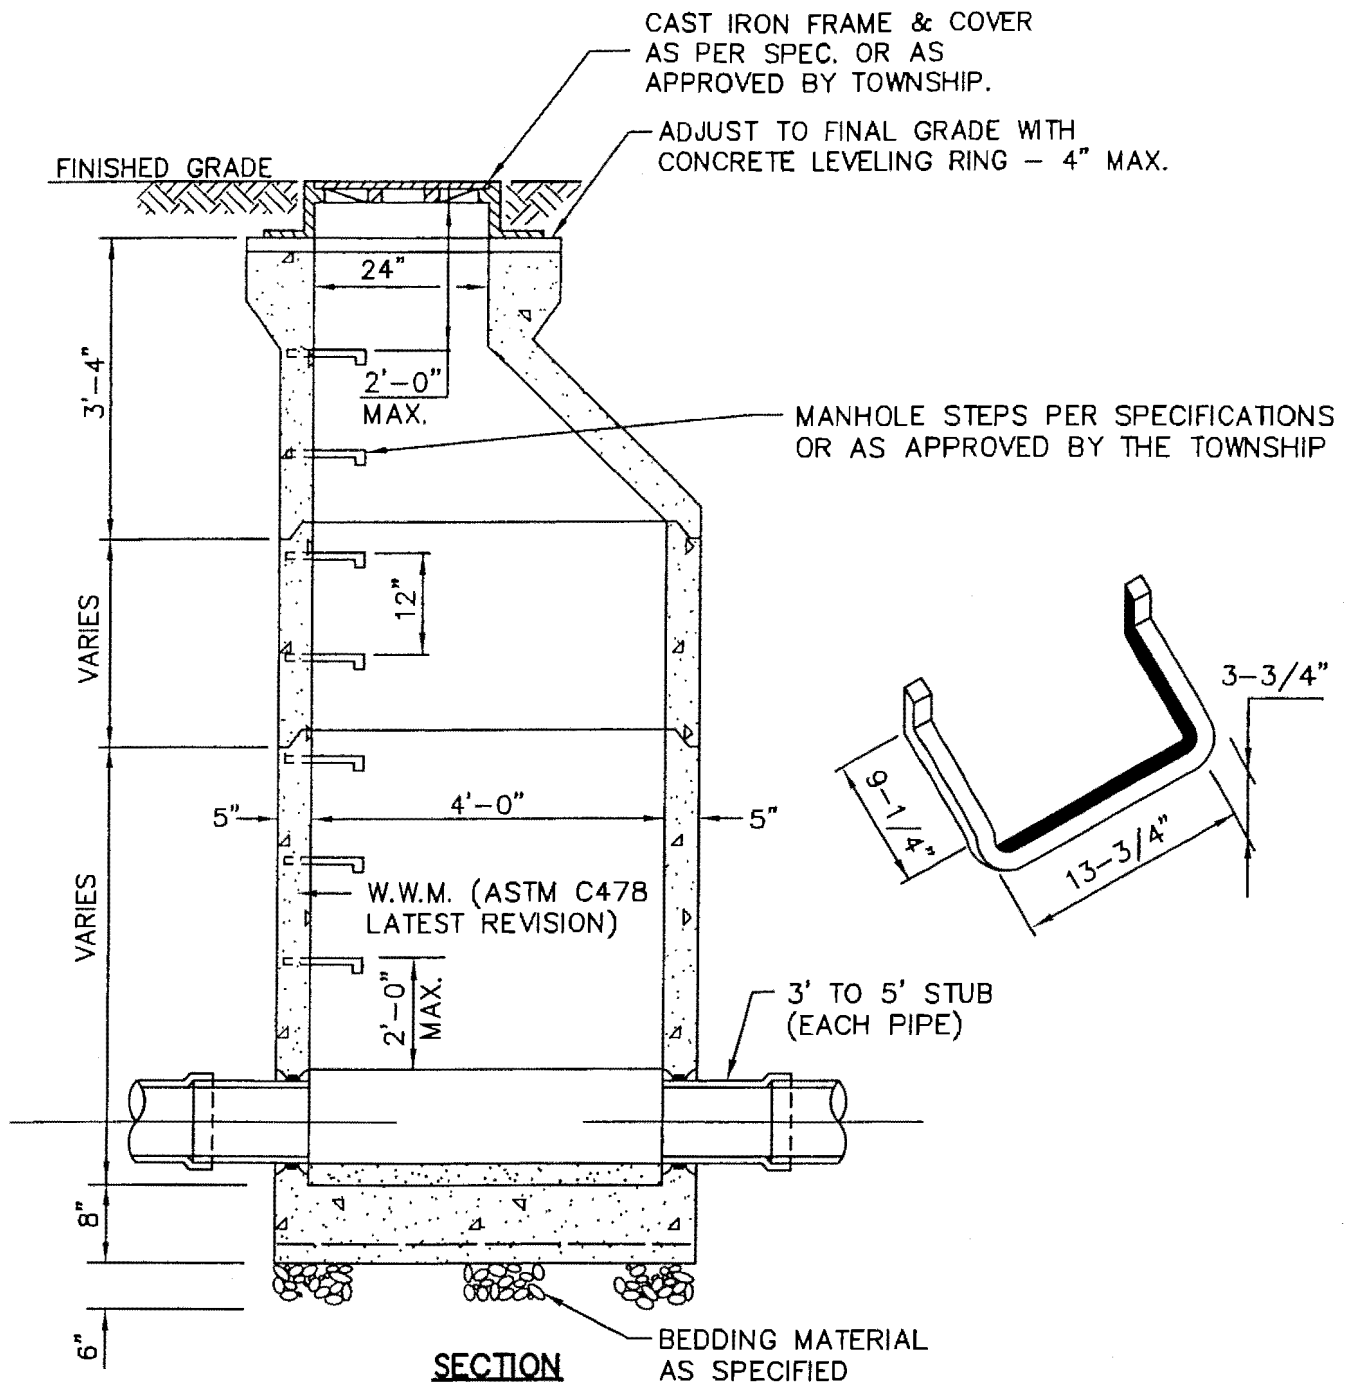 CAST IRON FRAME & COVER
AS PER SPEC. OR AS
APPROVED BY TOWNSHIP.
ADJUST TO FINAL GRADE WITH
CONCRETE LEVELING RING – 4" MAX.
FINISHED GRADE
24"
3'-4"
2'-0"
MAX.
MANHOLE STEPS PER SPECIFICATIONS
OR AS APPROVED BY THE TOWNSHIP
12"
VARIES
3-3/4"
9-1/4"
13-3/4"
5"
4'-0"
5"
VARIES
W.W.M. (ASTM C478
LATEST REVISION)
2'-0"
MAX.
3' TO 5' STUB
(EACH PIPE)
8"
6"
BEDDING MATERIAL
AS SPECIFIED
SECTION